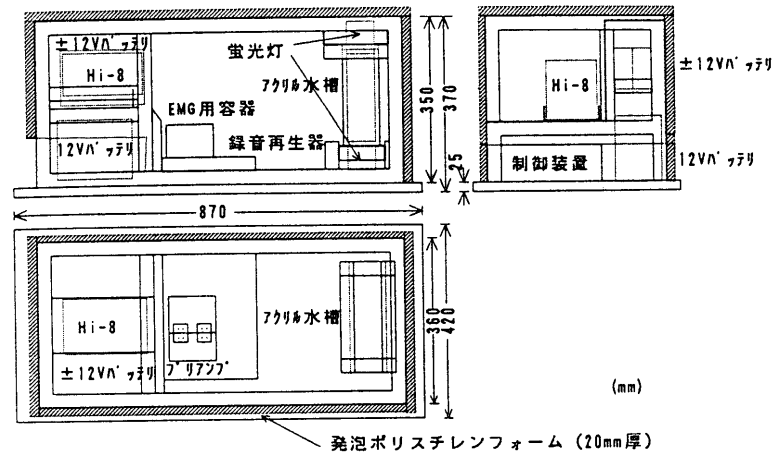 ±12Vバッテリ
Hi-8
12Vバッテリ
EMG用容器
蛍光灯
アクリル水槽
録音再生器
350
370
25
Hi-8
制御装置
±12Vバッテリ
12Vバッテリ
870
Hi-8
±12Vバッテリ
プリアンプ
アクリル水槽
360
420
(mm)
発泡ポリスチレンフォーム (20mm厚)